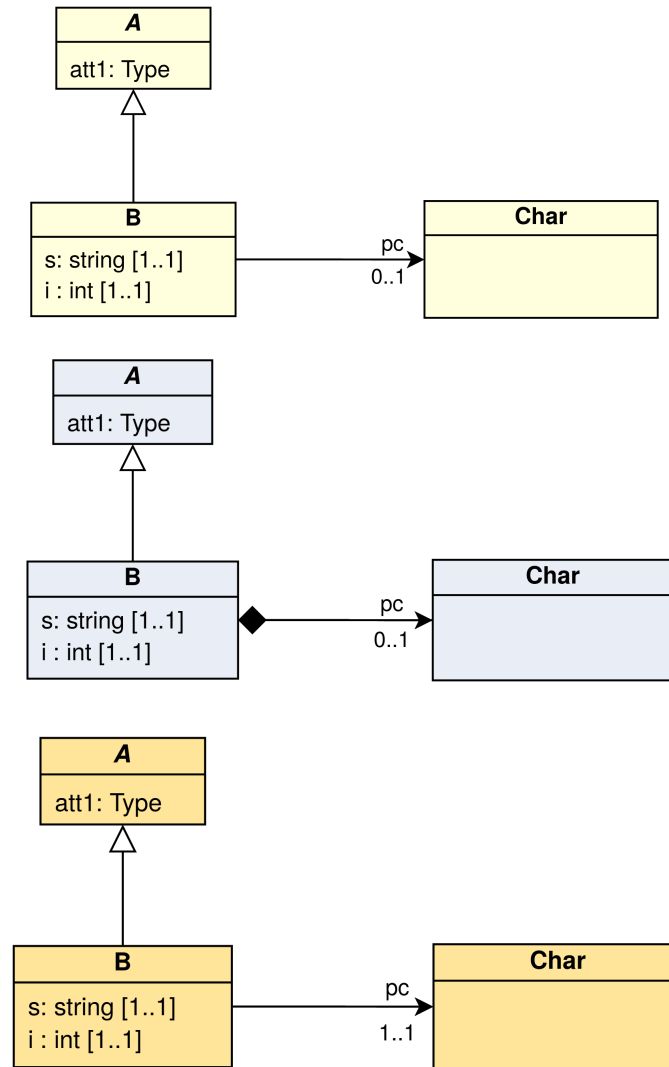 A
att1: Type
B
s: string [1..1]
i : int [1..1]
pc
0..1
Char
A
att1: Type
B
s: string [1..1]
i : int [1..1]
pc
0..1
Char
A
att1: Type
B
s: string [1..1]
i : int [1..1]
pc
1..1
Char